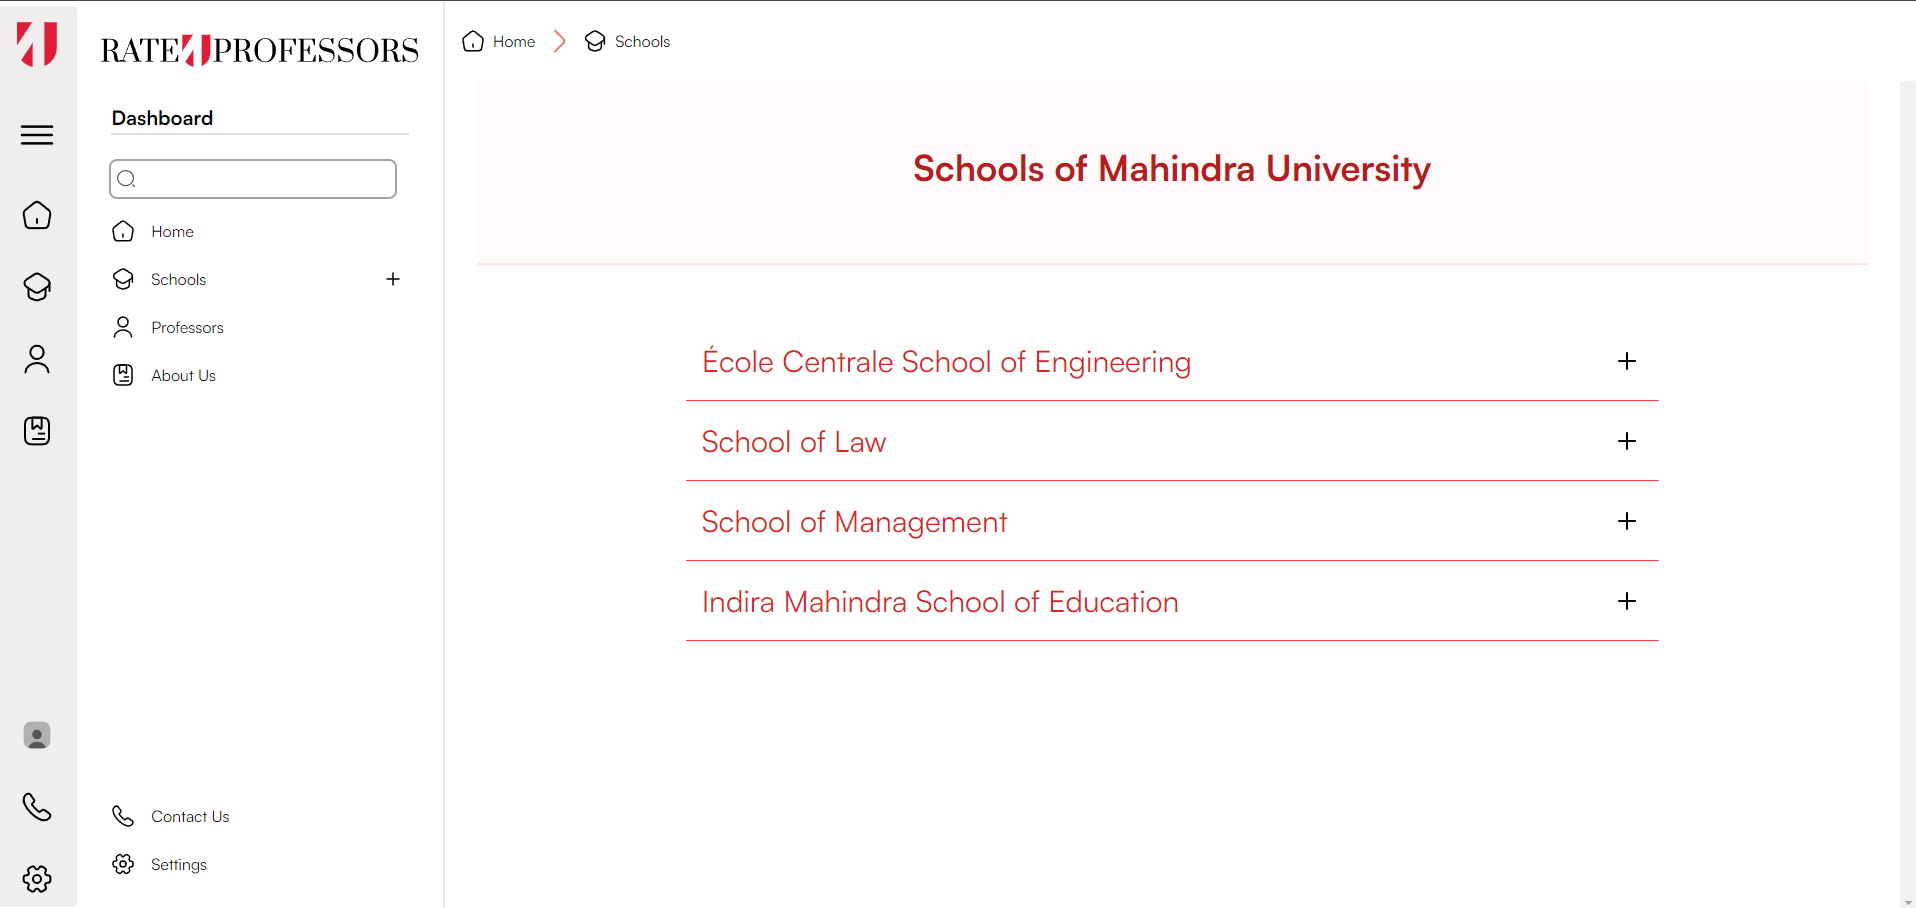 RATE PROFESSORS
Dashboard
Home
Schools
Professors
About Us
Contact Us
Settings
Home
Schools
Schools of Mahindra University
École Centrale School of Engineering
School of Law
School of Management
Indira Mahindra School of Education